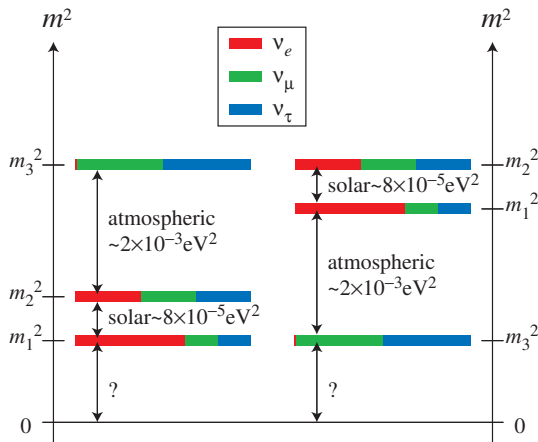 m²
m²
νe
νμ
ντ
m₃²
m₂²
solar~8×10⁻⁵eV²
m₁²
atmospheric
~2×10⁻³eV²
atmospheric
~2×10⁻³eV²
m₂²
solar~8×10⁻⁵eV²
m₁²
m₃²
?
?
0
0